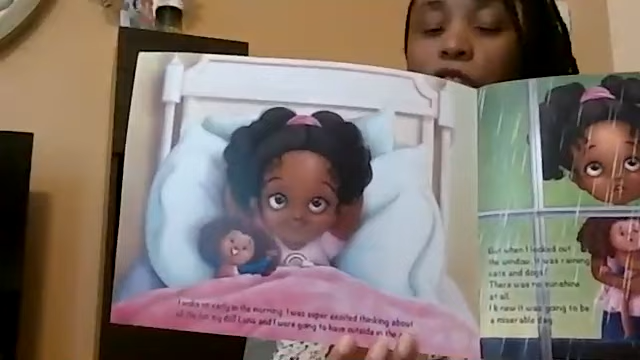 I woke up early in the morning. I was super excited thinking about
all the fun my doll Luna and I were going to have outside in the
But when I looked out
the window, it was raining
cats and dogs!
There was no sunshine
at all.
I knew it was going to be
a miserable day.